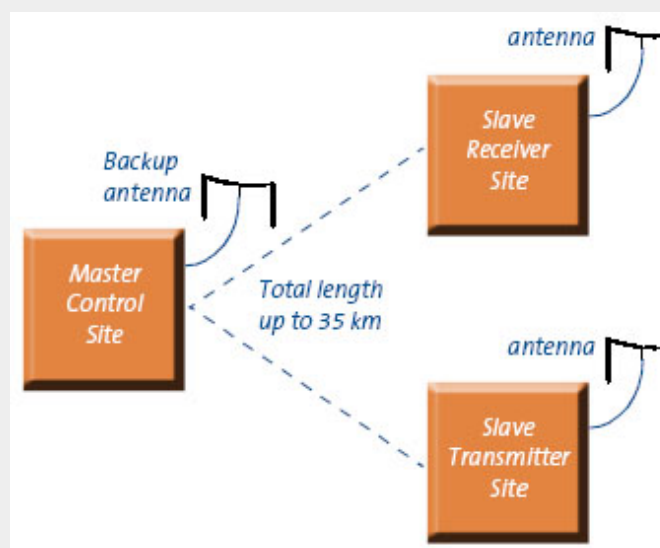 antenna
Slave
Receiver
Site
Backup
antenna
Master
Control
Site
Total length
up to 35 km
antenna
Slave
Transmitter
Site